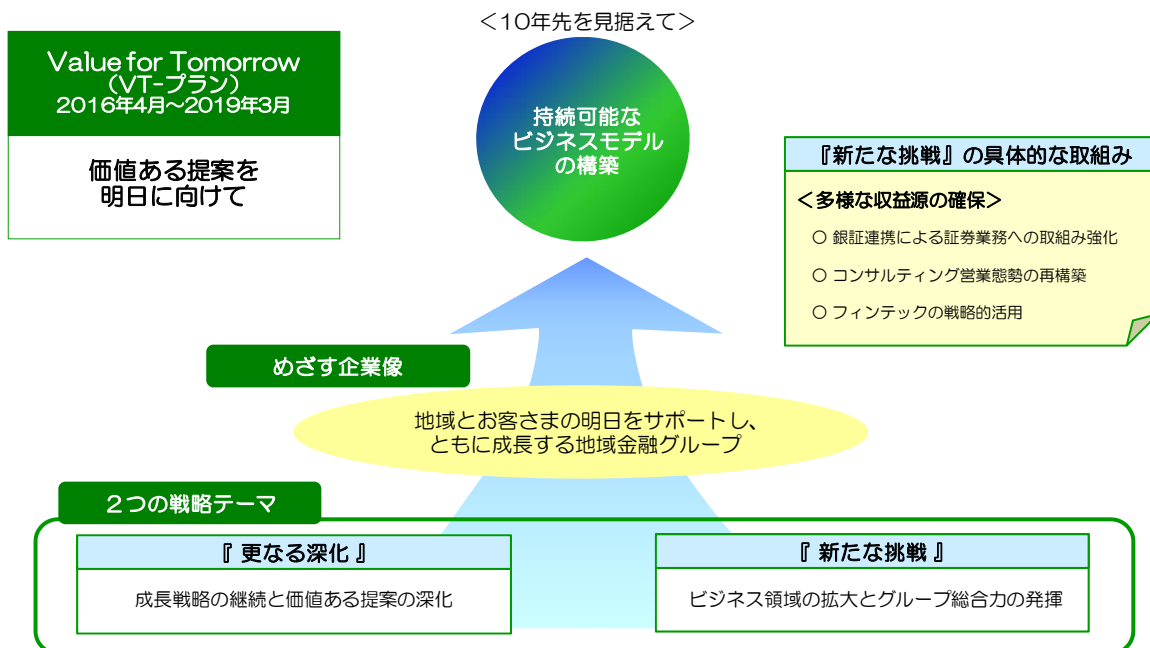 <10年先を見据えて>
Value for Tomorrow
(VT-プラン)
2016年4月~2019年3月
価値ある提案を
明日に向けて
持続可能な
ビジネスモデル
の構築
『新たな挑戦』の具体的な取組み
<多様な収益源の確保>
○ 銀証連携による証券業務への取組み強化
○ コンサルティング営業態勢の再構築
○ フィンテックの戦略的活用
めざす企業像
地域とお客さまの明日をサポートし、
ともに成長する地域金融グループ
2つの戦略テーマ
『 更なる深化 』
成長戦略の継続と価値ある提案の深化
『 新たな挑戦 』
ビジネス領域の拡大とグループ総合力の発揮